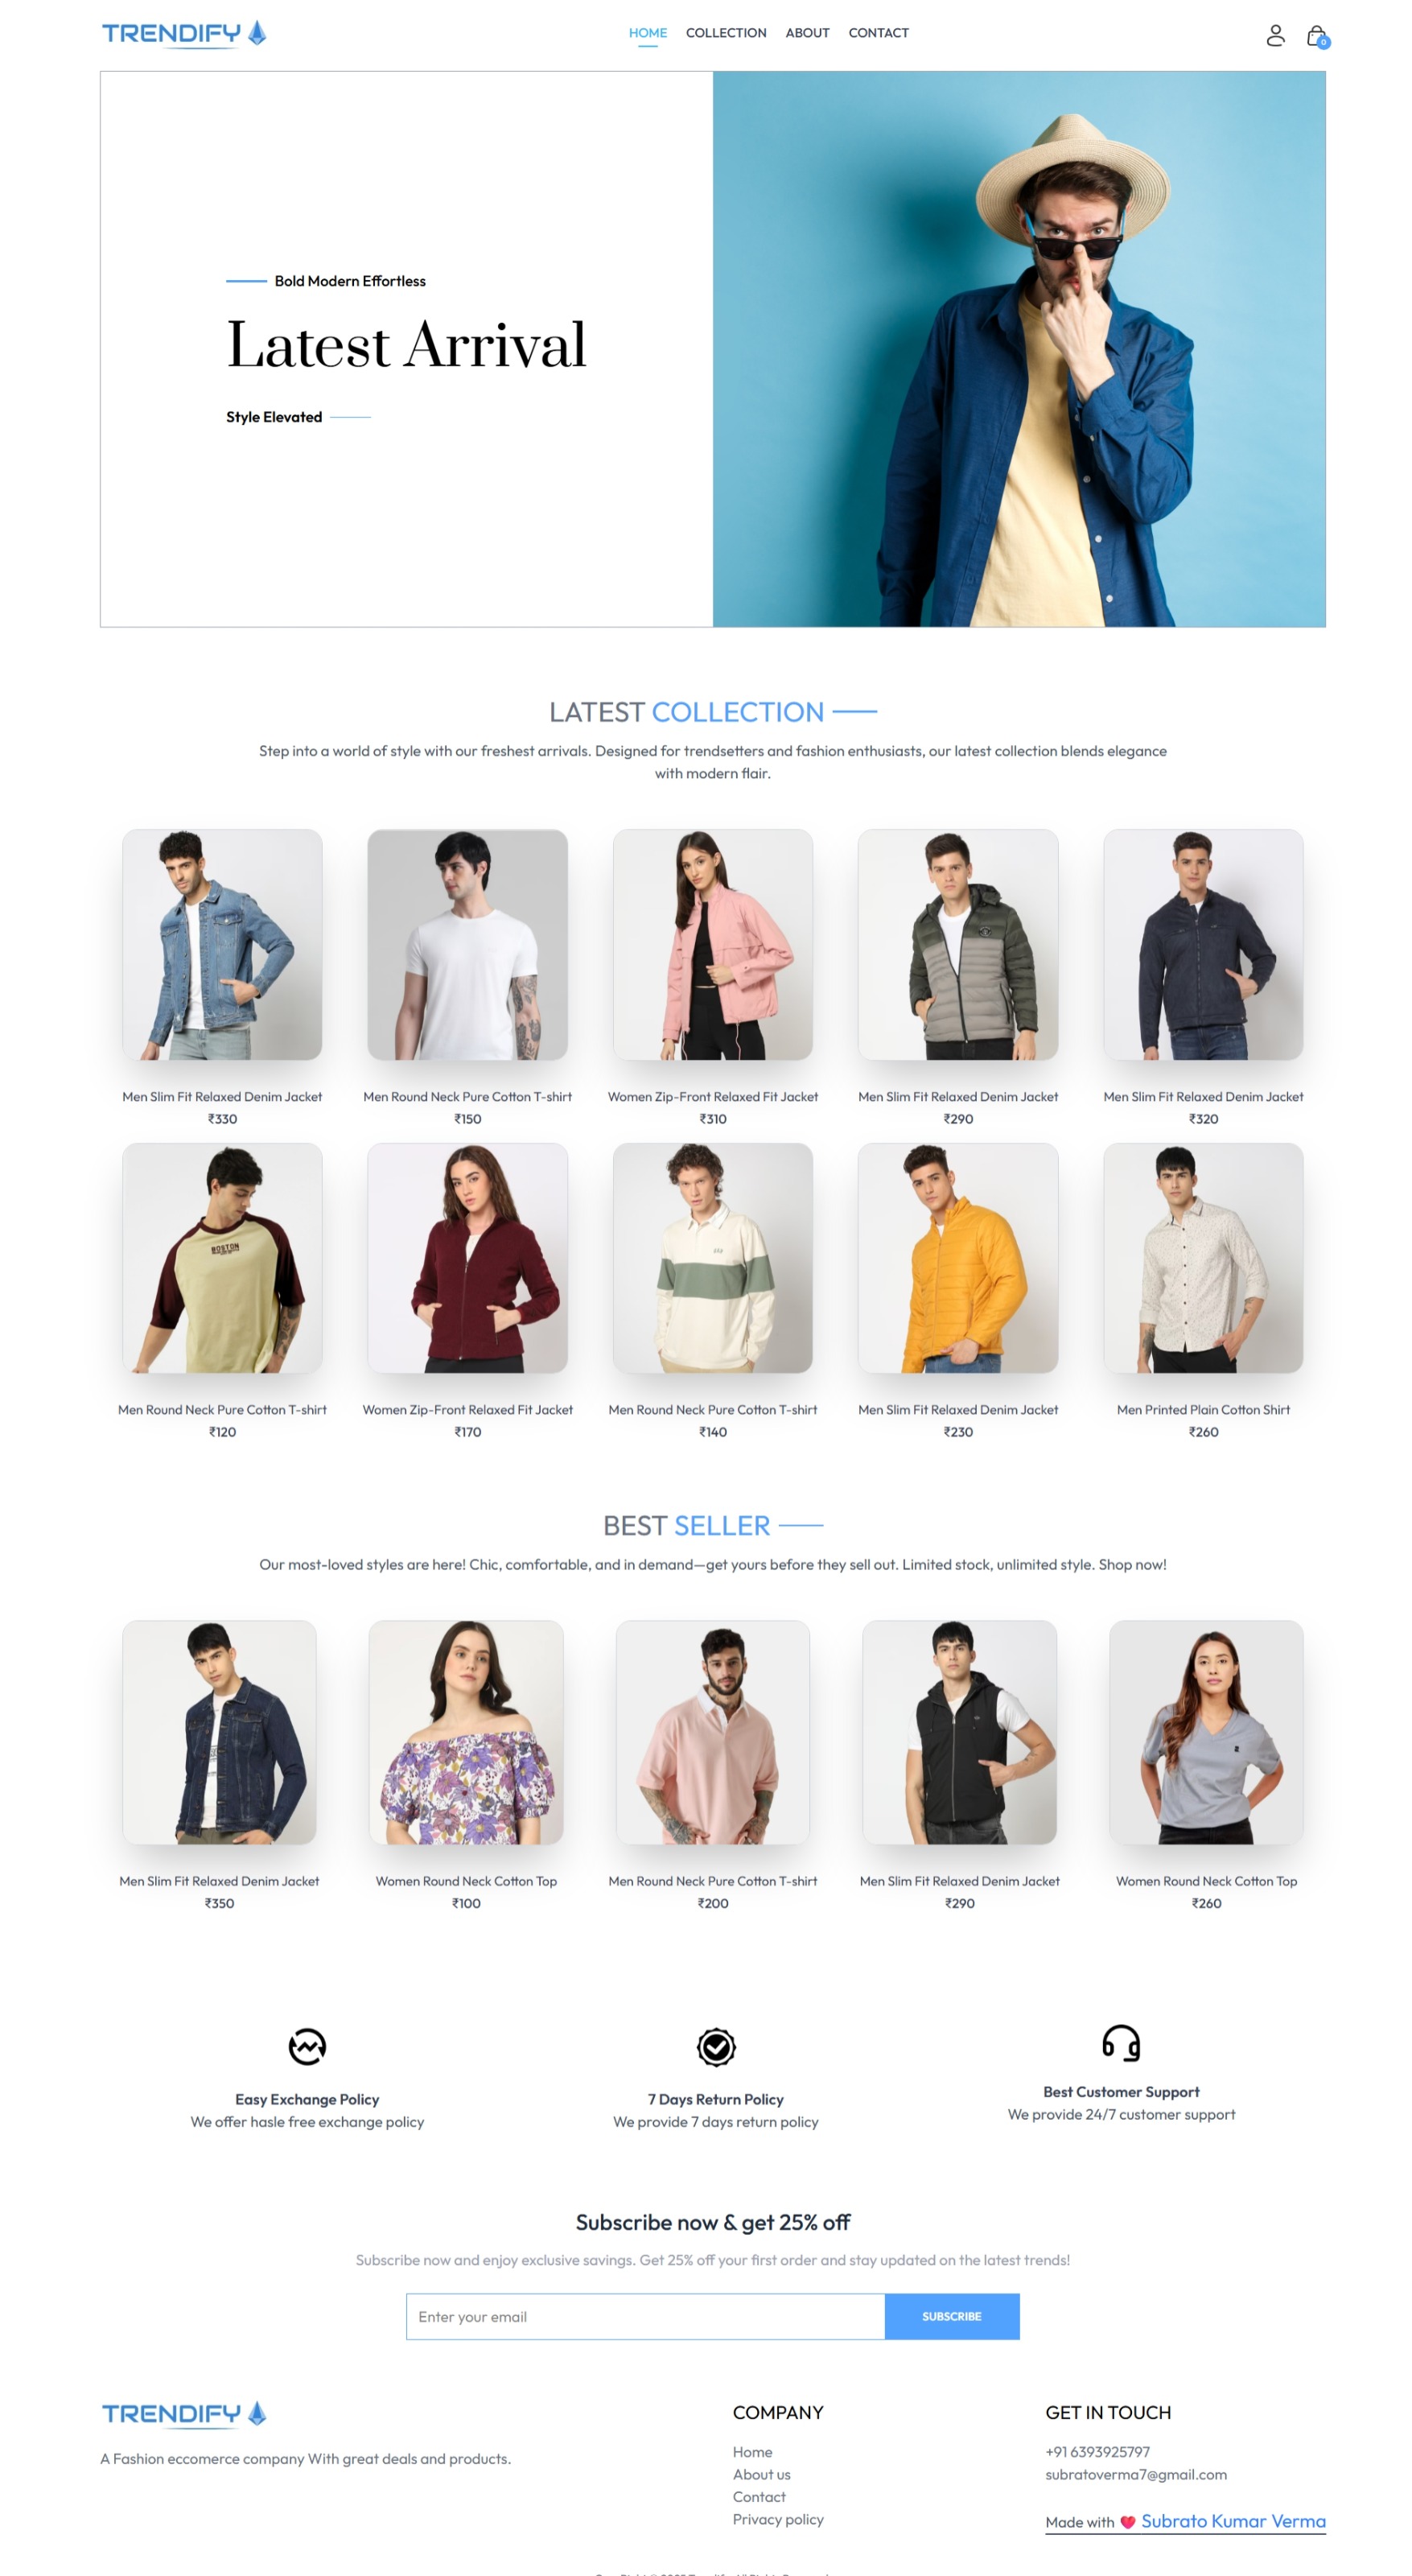 TRENDIFY
HOME COLLECTION ABOUT CONTACT
0
Bold Modern Effortless
Latest Arrival
Style Elevated
LATEST COLLECTION
Step into a world of style with our freshest arrivals. Designed for trendsetters and fashion enthusiasts, our latest collection blends elegance
with modern flair.
Men Slim Fit Relaxed Denim Jacket
₹330
Men Round Neck Pure Cotton T-shirt
₹150
Women Zip-Front Relaxed Fit Jacket
₹310
Men Slim Fit Relaxed Denim Jacket
₹290
Men Slim Fit Relaxed Denim Jacket
₹320
BOSTON
Men Round Neck Pure Cotton T-shirt
₹120
Women Zip-Front Relaxed Fit Jacket
₹170
Men Round Neck Pure Cotton T-shirt
₹140
Men Slim Fit Relaxed Denim Jacket
₹230
Men Printed Plain Cotton Shirt
₹260
BEST SELLER
Our most-loved styles are here! Chic, comfortable, and in demand—get yours before they sell out. Limited stock, unlimited style. Shop now!
Men Slim Fit Relaxed Denim Jacket
₹350
Women Round Neck Cotton Top
₹100
Men Round Neck Pure Cotton T-shirt
₹200
Men Slim Fit Relaxed Denim Jacket
₹290
Women Round Neck Cotton Top
₹260
Easy Exchange Policy
We offer hasle free exchange policy
7 Days Return Policy
We provide 7 days return policy
Best Customer Support
We provide 24/7 customer support
Subscribe now & get 25% off
Subscribe now and enjoy exclusive savings. Get 25% off your first order and stay updated on the latest trends!
Enter your email
SUBSCRIBE
TRENDIFY
A Fashion eccomerce company With great deals and products.
COMPANY
Home
About us
Contact
Privacy policy
GET IN TOUCH
+91 6393925797
subratoverma7@gmail.com
Made with ❤️ Subrato Kumar Verma